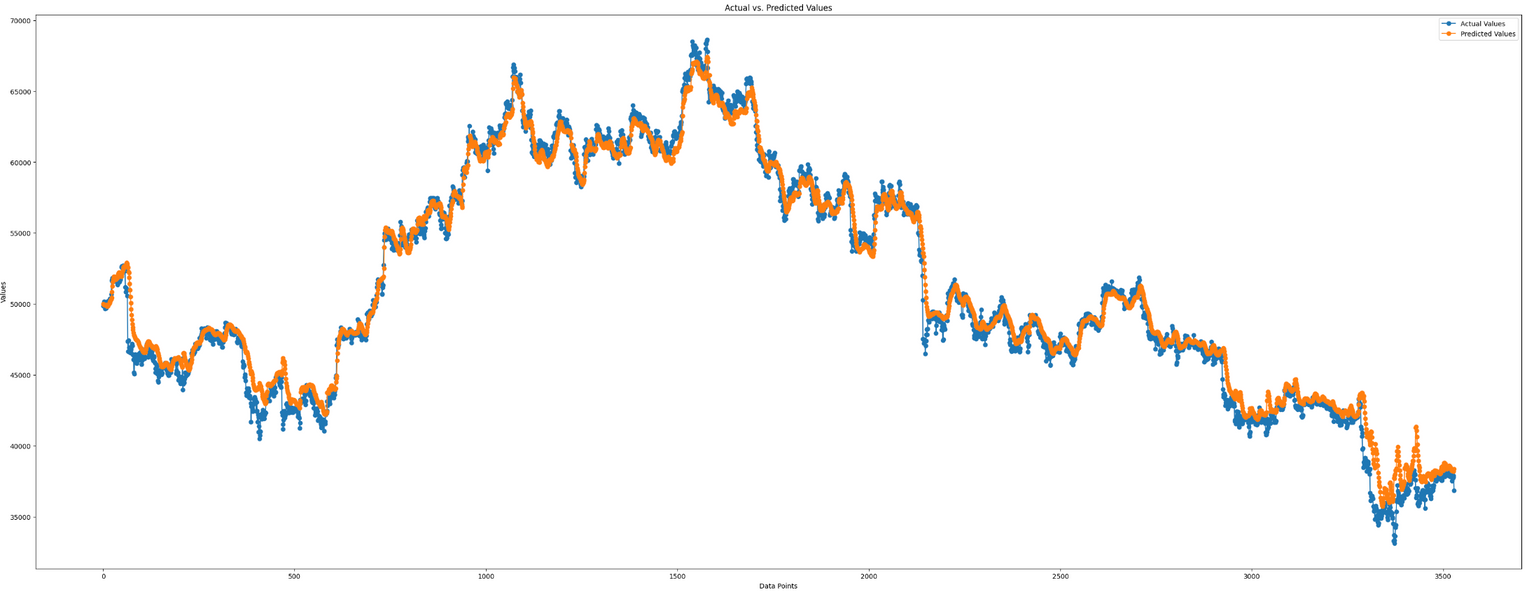 Actual vs. Predicted Values
Actual Values
Predicted Values
70000
65000
60000
55000
50000
45000
40000
35000
Values
0 500 1000 1500 2000 2500 3000 3500
Data Points